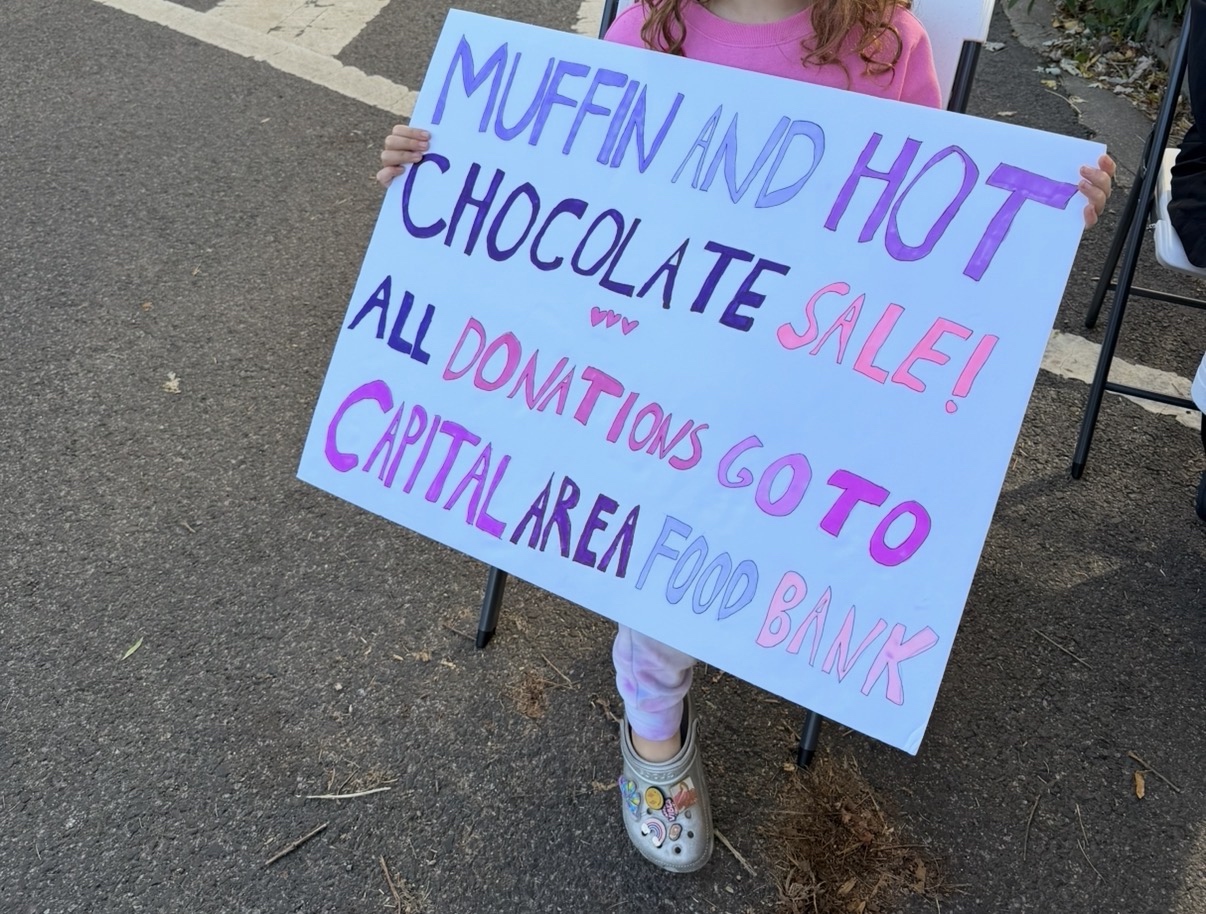 MUFFIN AND HOT
CHOCOLATE SALE!
ALL DONATIONS GO TO
CAPITAL AREA FOOD BANK